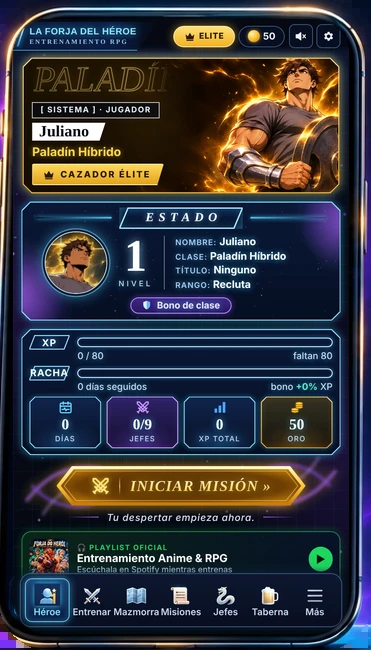 LA FORJA DEL HÉROE
ENTRENAMIENTO RPG
ELITE
50
PALADÍN
[ SISTEMA ] · JUGADOR
Juliano
Paladín Híbrido
CAZADOR ÉLITE
ESTADO
1
NIVEL
NOMBRE: Juliano
CLASE: Paladín Híbrido
TÍTULO: Ninguno
RANGO: Recluta
Bono de clase
XP
0 / 80
faltan 80
RACHA
0 días seguidos
bono +0% XP
0
DÍAS
0/9
JEFES
0
XP TOTAL
50
ORO
INICIAR MISIÓN »
Tu despertar empieza ahora.
FORJA DE HÉROE
PLAYLIST OFICIAL
Entrenamiento Anime & RPG
Escúchala en Spotify mientras entrenas
Héroe
Entrenar
Mazmorra
Misiones
Jefes
Taberna
Más